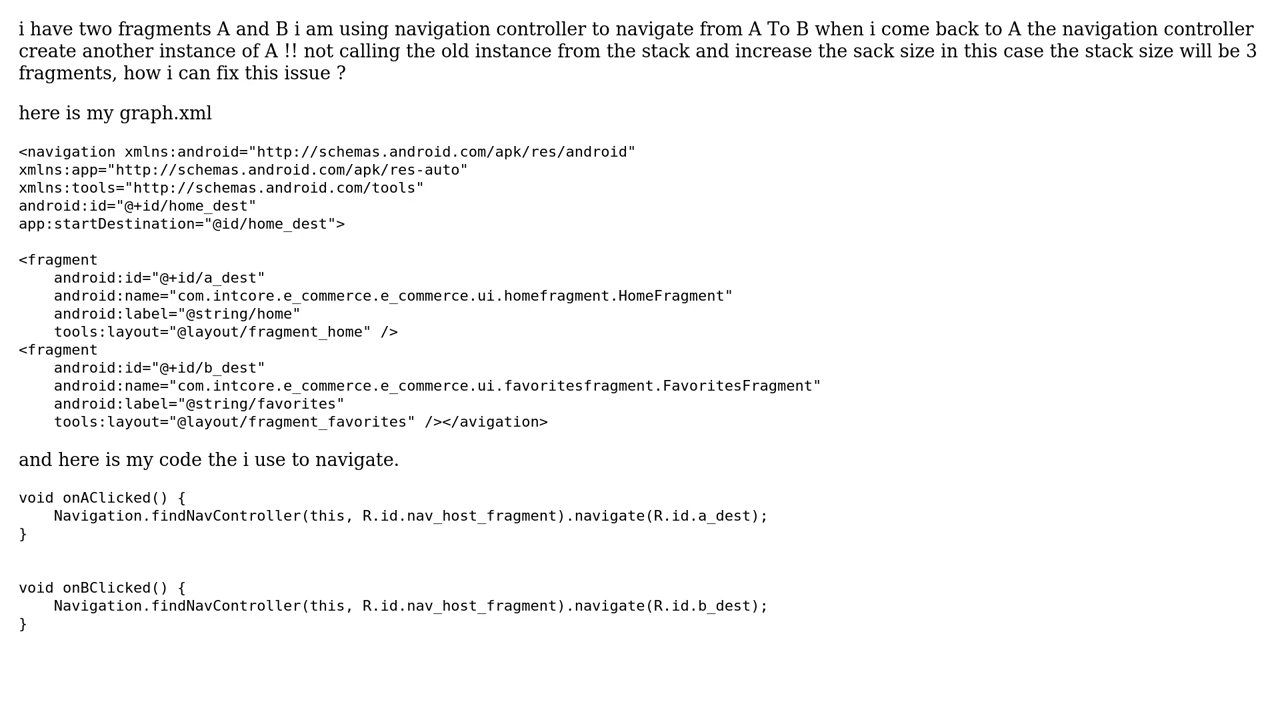 i have two fragments A and B i am using navigation controller to navigate from A To B when i come back to A the navigation controller
create another instance of A !! not calling the old instance from the stack and increase the sack size in this case the stack size will be 3
fragments, how i can fix this issue ?
here is my graph.xml
<navigation xmlns:android="http://schemas.android.com/apk/res/android"
xmlns:app="http://schemas.android.com/apk/res-auto"
xmlns:tools="http://schemas.android.com/tools"
android:id="@+id/home_dest"
app:startDestination="@id/home_dest">
<fragment
    android:id="@+id/a_dest"
    android:name="com.intcore.e_commerce.e_commerce.ui.homefragment.HomeFragment"
    android:label="@string/home"
    tools:layout="@layout/fragment_home" />
<fragment
    android:id="@+id/b_dest"
    android:name="com.intcore.e_commerce.e_commerce.ui.favoritesfragment.FavoritesFragment"
    android:label="@string/favorites"
    tools:layout="@layout/fragment_favorites" /></avigation>
and here is my code the i use to navigate.
void onAClicked() {
    Navigation.findNavController(this, R.id.nav_host_fragment).navigate(R.id.a_dest);
}
void onBClicked() {
    Navigation.findNavController(this, R.id.nav_host_fragment).navigate(R.id.b_dest);
}